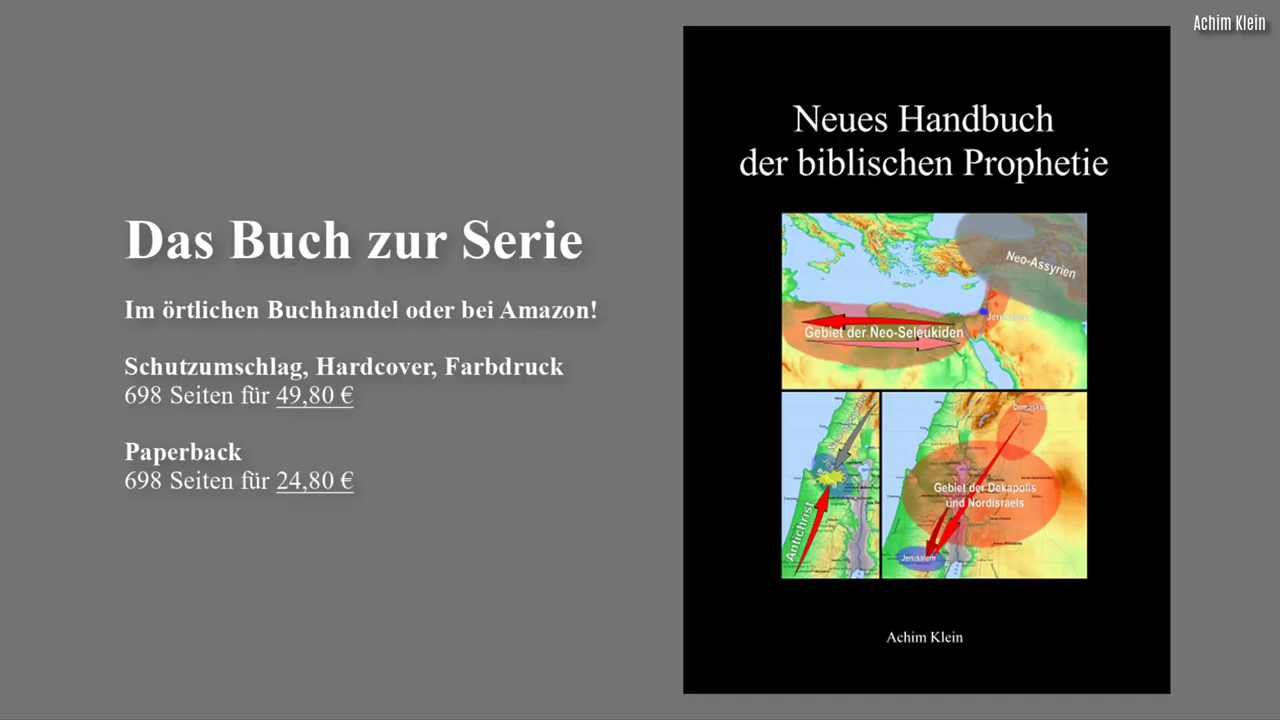 Achim Klein
Das Buch zur Serie
Im örtlichen Buchhandel oder bei Amazon!
Schutzumschlag, Hardcover, Farbdruck
698 Seiten für 49,80 €
Paperback
698 Seiten für 24,80 €
Neues Handbuch
der biblischen Prophetie
Neo-Assyrien
Jerusalem
Gebiet der Neo-Seleukiden
Antichrist
Damaskus
Gebiet der Dekapolis
und Nordisraels
Jerusalem
Achim Klein